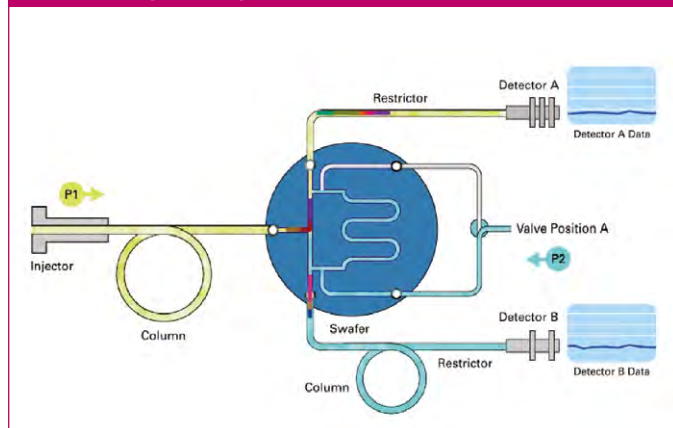 Detector A
Restrictor
Detector A Data
P1
Valve Position A
P2
Injector
Swafer
Detector B
Column
Restrictor
Column
Detector B Data